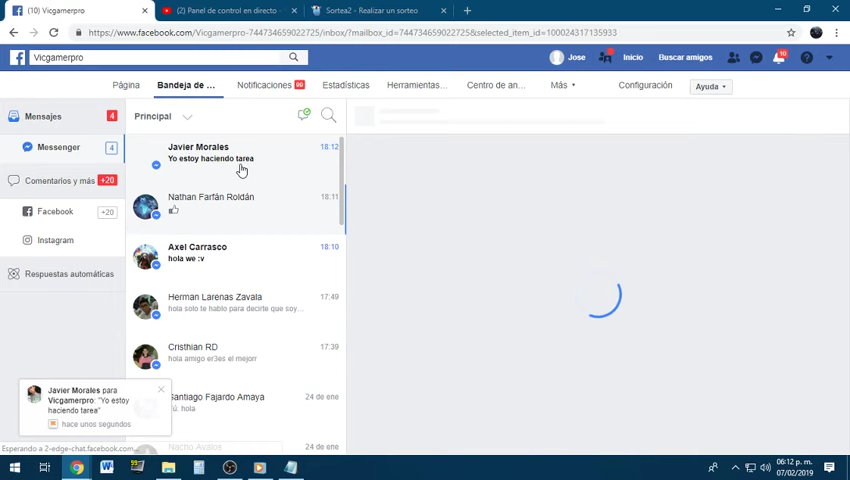 (10) Vicgamerpro
(2) Panel de control en directo -
Sortea2 - Realizar un sorteo
https://www.facebook.com/Vicgamerpro-744734659022725/inbox/?mailbox_id=744734659022725&selected_item_id=100024317135933
Vicgamerpro
Jose
Inicio
Buscar amigos
10
Página
Bandeja de ...
Notificaciones
Estadísticas
Herramientas...
Centro de an...
Más
Configuración
Ayuda
Mensajes
4
Principal
Messenger
4
Javier Morales
18:12
Yo estoy haciendo tarea
Comentarios y más
+20
Nathan Farfán Roldán
18:11
Facebook
+20
Instagram
Axel Carrasco
18:10
hola we :v
Respuestas automáticas
Herman Larenas Zavala
17:49
hola solo te hablo para decirte que soy...
Cristhian RD
17:39
hola amigo er3es el mejorr
Javier Morales para
Vicgamerpro: "Yo estoy
haciendo tarea"
hace unos segundos
Santiago Fajardo Amaya
24 de ene
Tú: hola
Nacho Avalos
24 de ene
Esperando a 2-edge-chat.facebook.com...
06:12 p. m.
07/02/2019